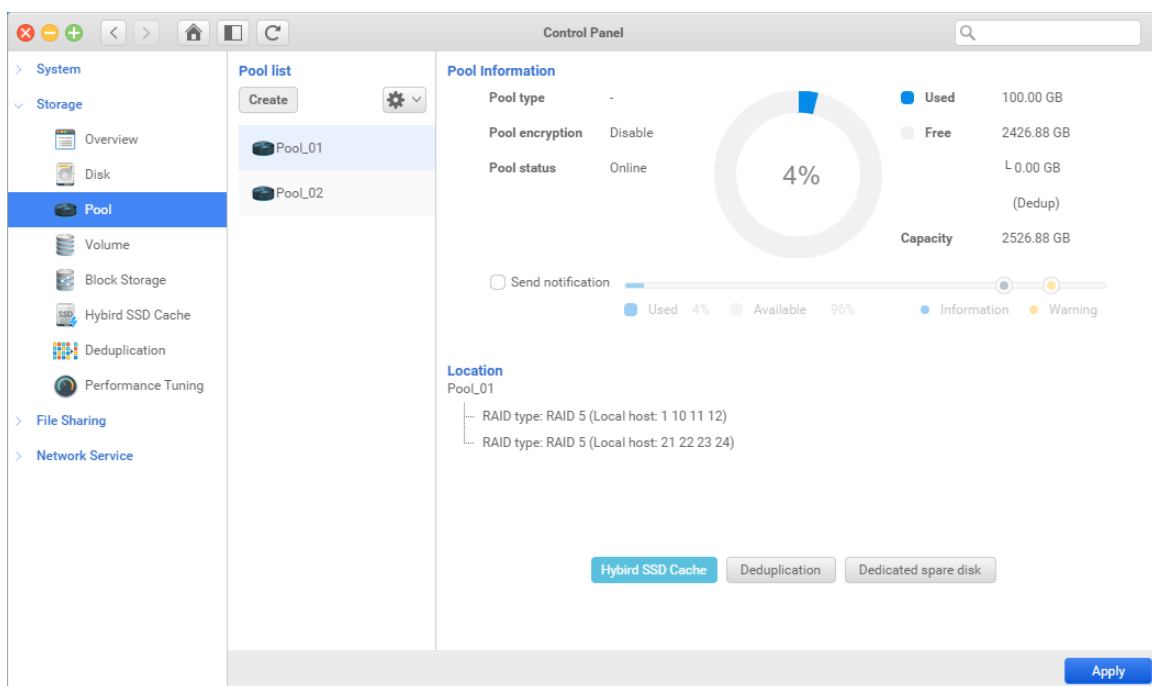 Control Panel
System
Storage
Overview
Disk
Pool
Volume
Block Storage
SSD
Hybird SSD Cache
Deduplication
Performance Tuning
File Sharing
Network Service
Pool list
Create
Pool_01
Pool_02
Pool Information
Pool type -
Pool encryption Disable
Pool status Online
4%
Used 100.00 GB
Free 2426.88 GB
└ 0.00 GB
(Dedup)
Capacity 2526.88 GB
Send notification
Used 4% Available 96% Information Warning
Location
Pool_01
RAID type: RAID 5 (Local host: 1 10 11 12)
RAID type: RAID 5 (Local host: 21 22 23 24)
Hybird SSD Cache Deduplication Dedicated spare disk
Apply